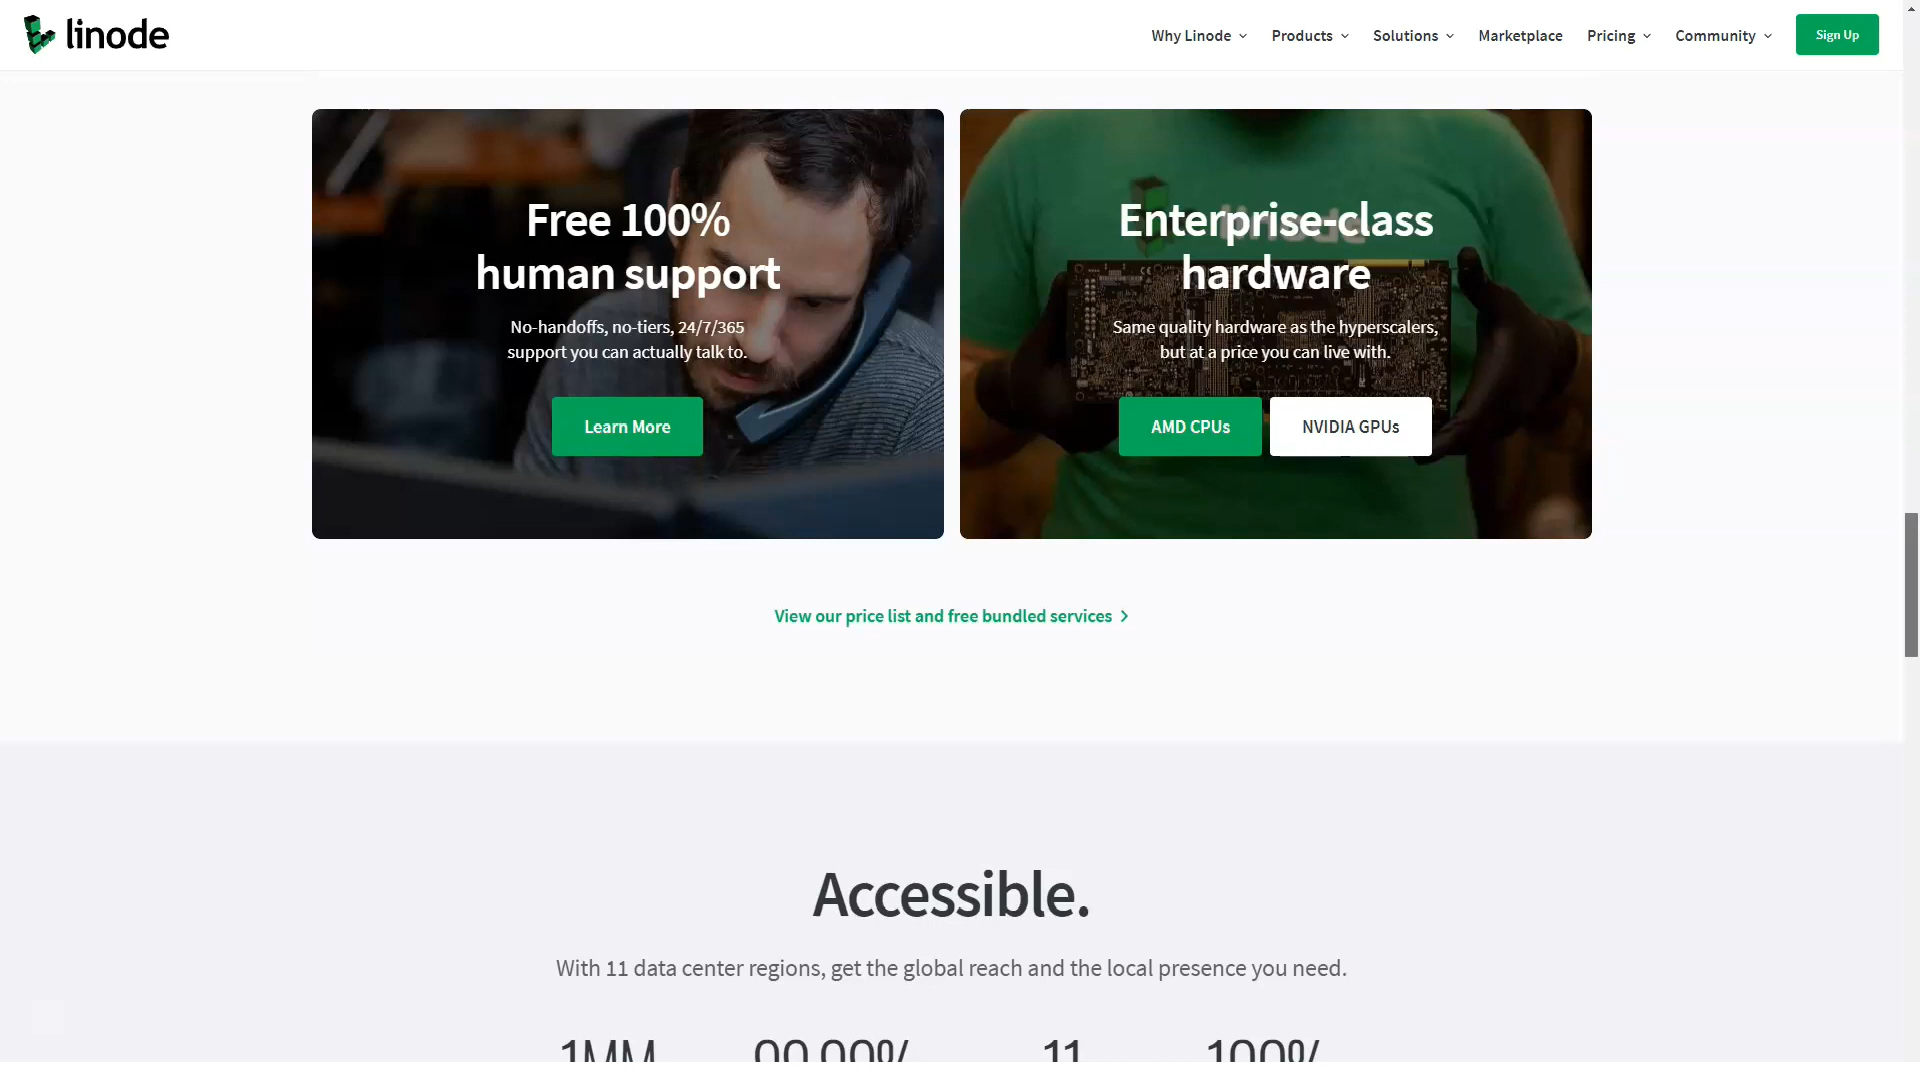 linode
Why Linode
Products
Solutions
Marketplace
Pricing
Community
Sign Up
Free 100%
human support
No-handoffs, no-tiers, 24/7/365
support you can actually talk to.
Learn More
Enterprise-class
hardware
Same quality hardware as the hyperscalers,
but at a price you can live with.
AMD CPUs
NVIDIA GPUs
View our price list and free bundled services
Accessible.
With 11 data center regions, get the global reach and the local presence you need.
1MM
11
100%